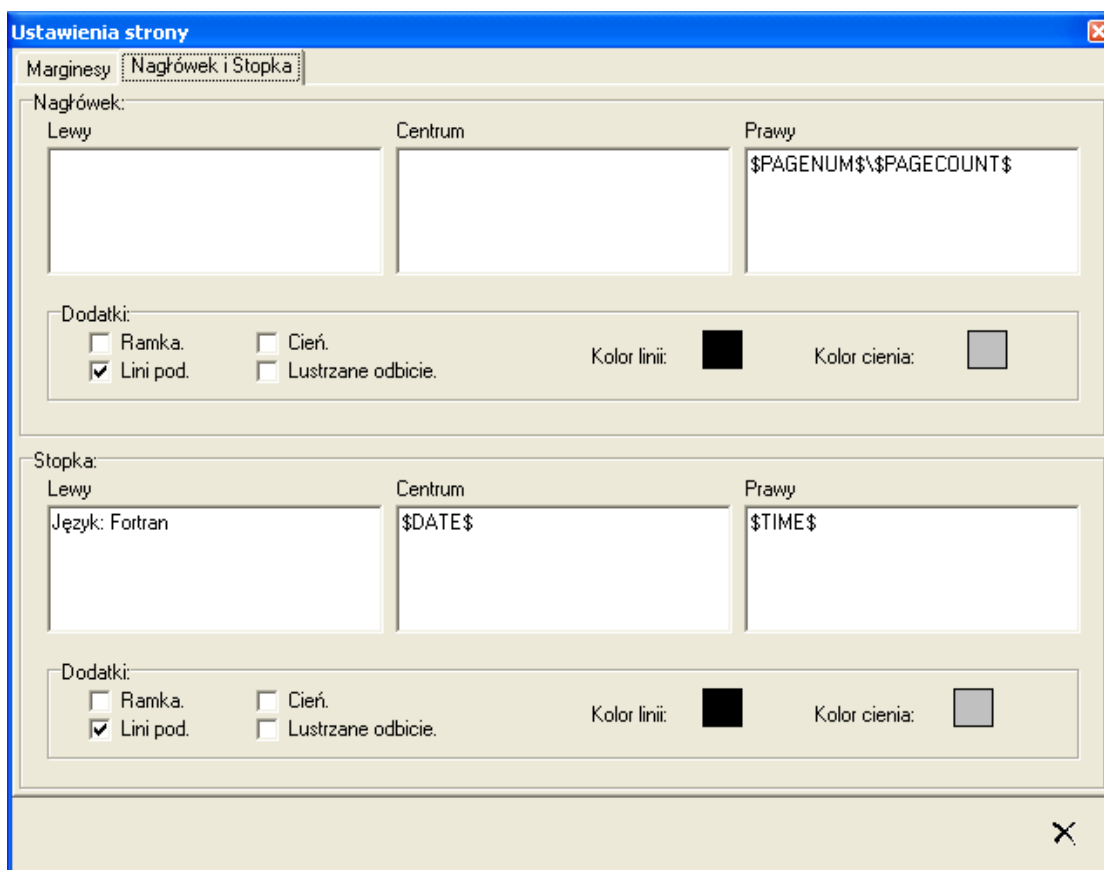 Ustawienia strony
Marginesy Nagłówek i Stopka
Nagłówek:
Lewy Centrum Prawy
$PAGENUM$\$PAGECOUNT$
Dodatki:
Ramka. Cień.
Kolor linii: Kolor cienia:
Lini pod. Lustrzane odbicie.
Stopka:
Lewy Centrum Prawy
Język: Fortran $DATE$ $TIME$
Dodatki:
Ramka. Cień.
Kolor linii: Kolor cienia:
Lini pod. Lustrzane odbicie.